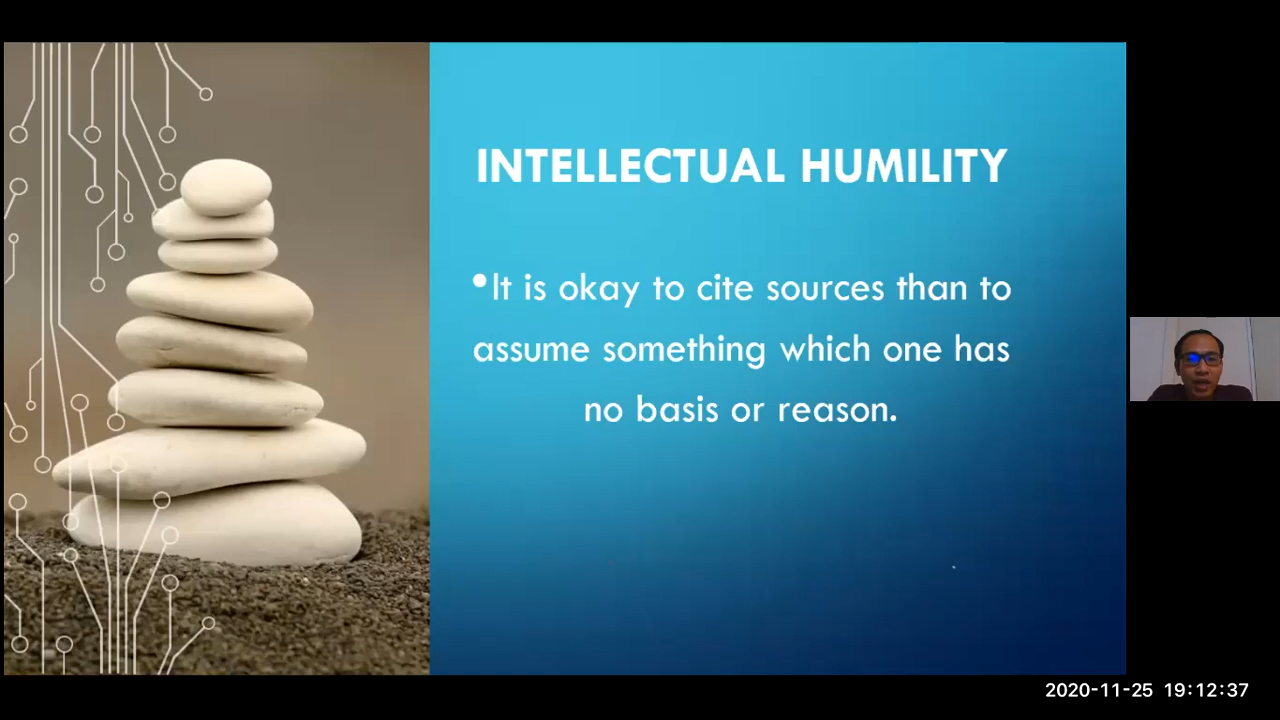 INTELLECTUAL HUMILITY
•It is okay to cite sources than to
assume something which one has
no basis or reason.
2020-11-25 19:12:37